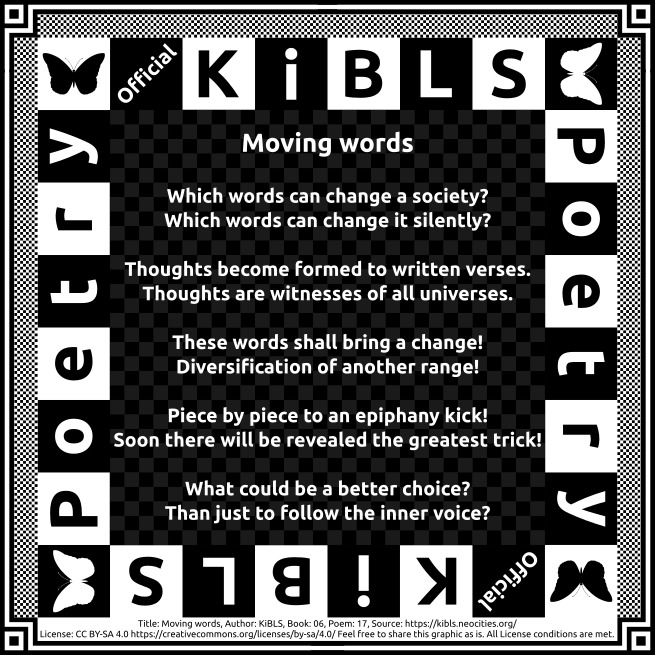 Official KiBLS
Poetry
Poetry
Moving words
Which words can change a society?
Which words can change it silently?
Thoughts become formed to written verses.
Thoughts are witnesses of all universes.
These words shall bring a change!
Diversification of another range!
Piece by piece to an epiphany kick!
Soon there will be revealed the greatest trick!
What could be a better choice?
Than just to follow the inner voice?
Official KiBLS
Title: Moving words, Author: KiBLS, Book: 06, Poem: 17, Source: https://kibls.neocities.org/
License: CC BY-SA 4.0 https://creativecommons.org/licenses/by-sa/4.0/ Feel free to share this graphic as is. All License conditions are met.